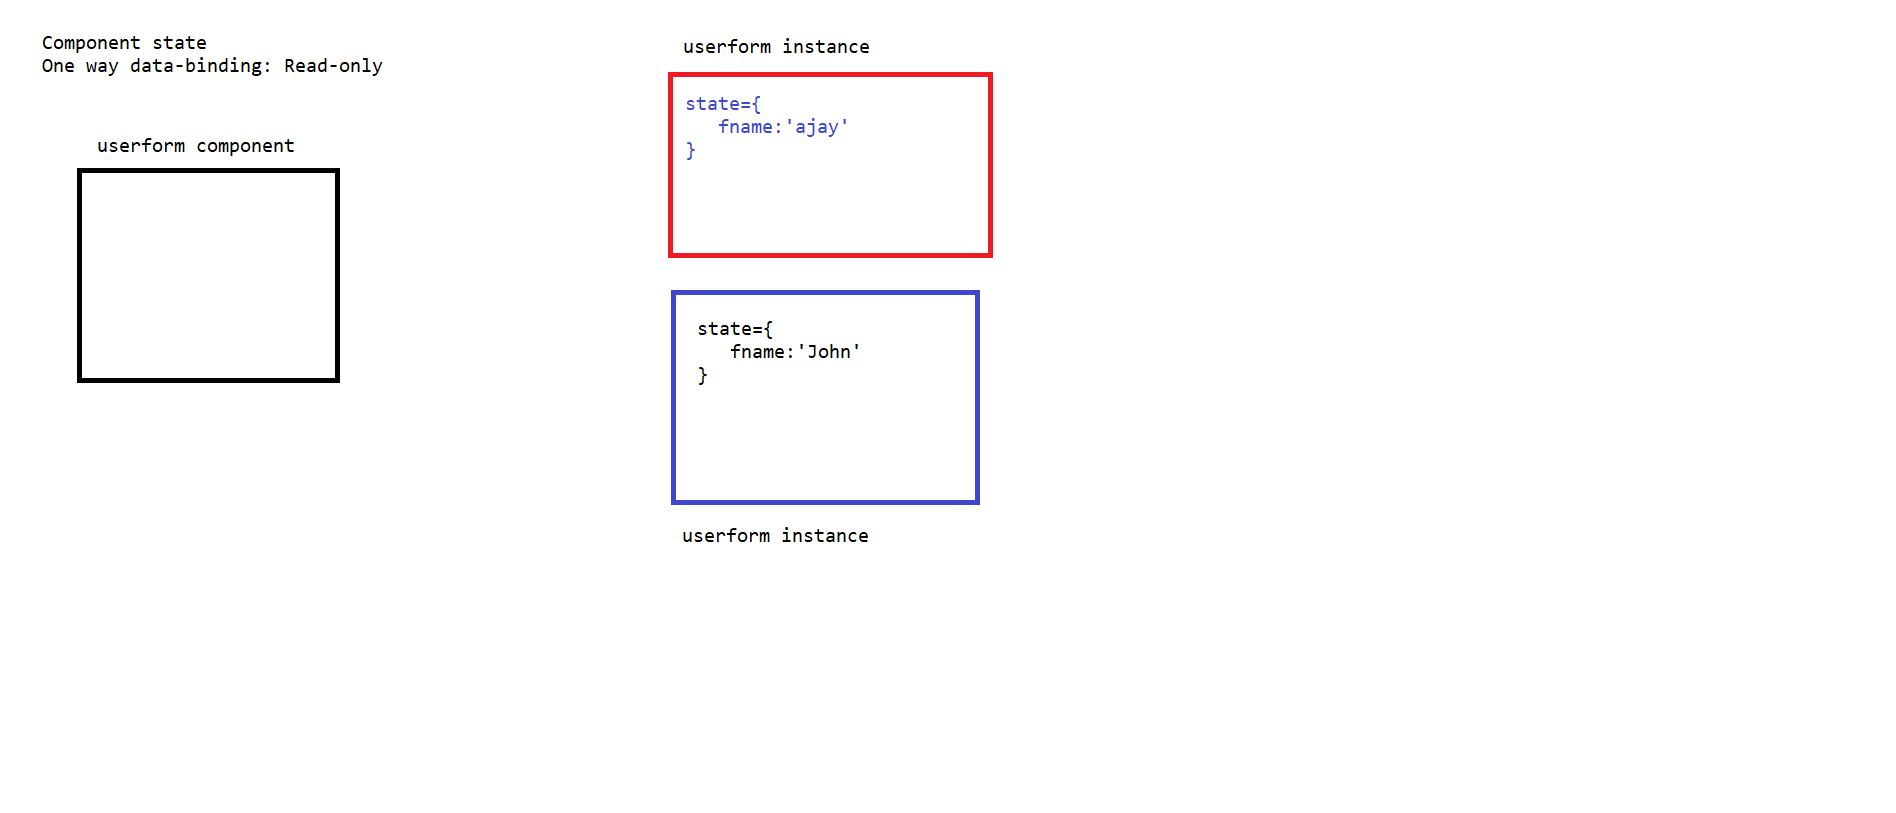 Component state
One way data-binding: Read-only
userform component
userform instance
state={
   fname:'ajay'
}
state={
   fname:'John'
}
userform instance